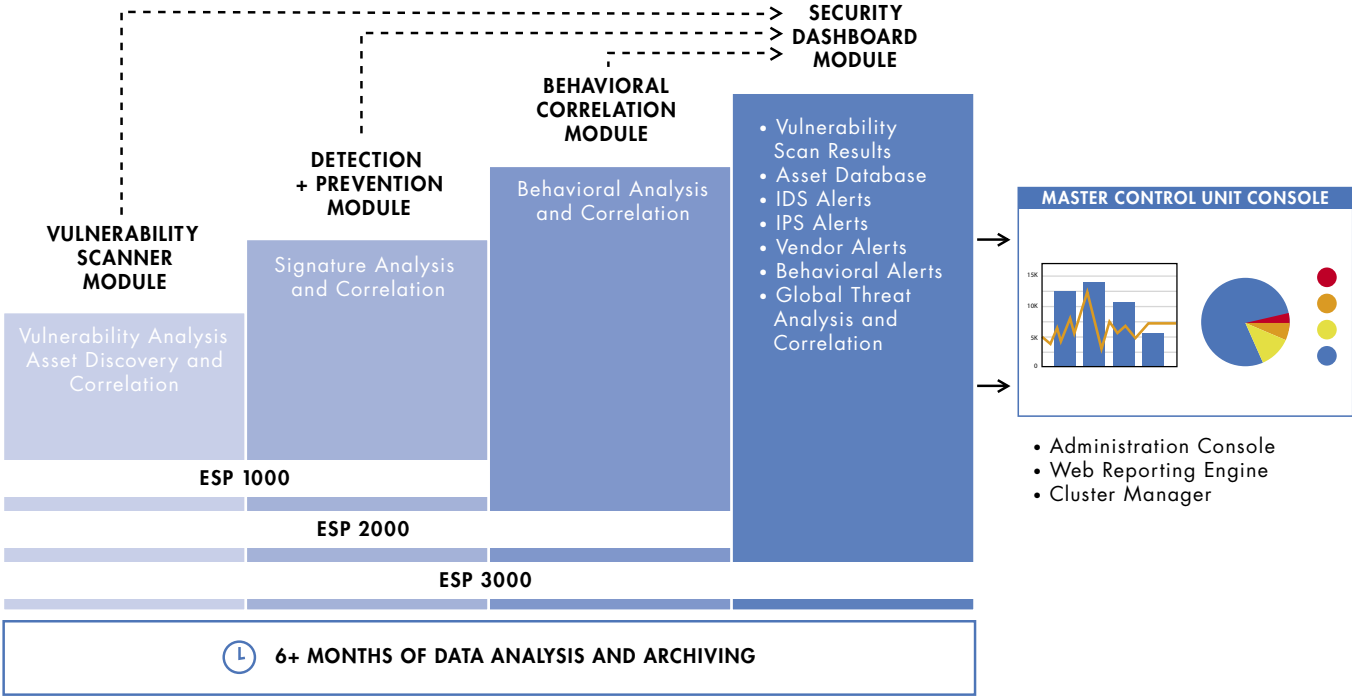 SECURITY
DASHBOARD
MODULE
BEHAVIORAL
CORRELATION
MODULE
DETECTION
+ PREVENTION
MODULE
VULNERABILITY
SCANNER
MODULE
Vulnerability Analysis
Asset Discovery and
Correlation
Signature Analysis
and Correlation
Behavioral Analysis
and Correlation
• Vulnerability
Scan Results
• Asset Database
• IDS Alerts
• IPS Alerts
• Vendor Alerts
• Behavioral Alerts
• Global Threat
Analysis and
Correlation
MASTER CONTROL UNIT CONSOLE
15K
10K
5K
0
• Administration Console
• Web Reporting Engine
• Cluster Manager
ESP 1000
ESP 2000
ESP 3000
6+ MONTHS OF DATA ANALYSIS AND ARCHIVING